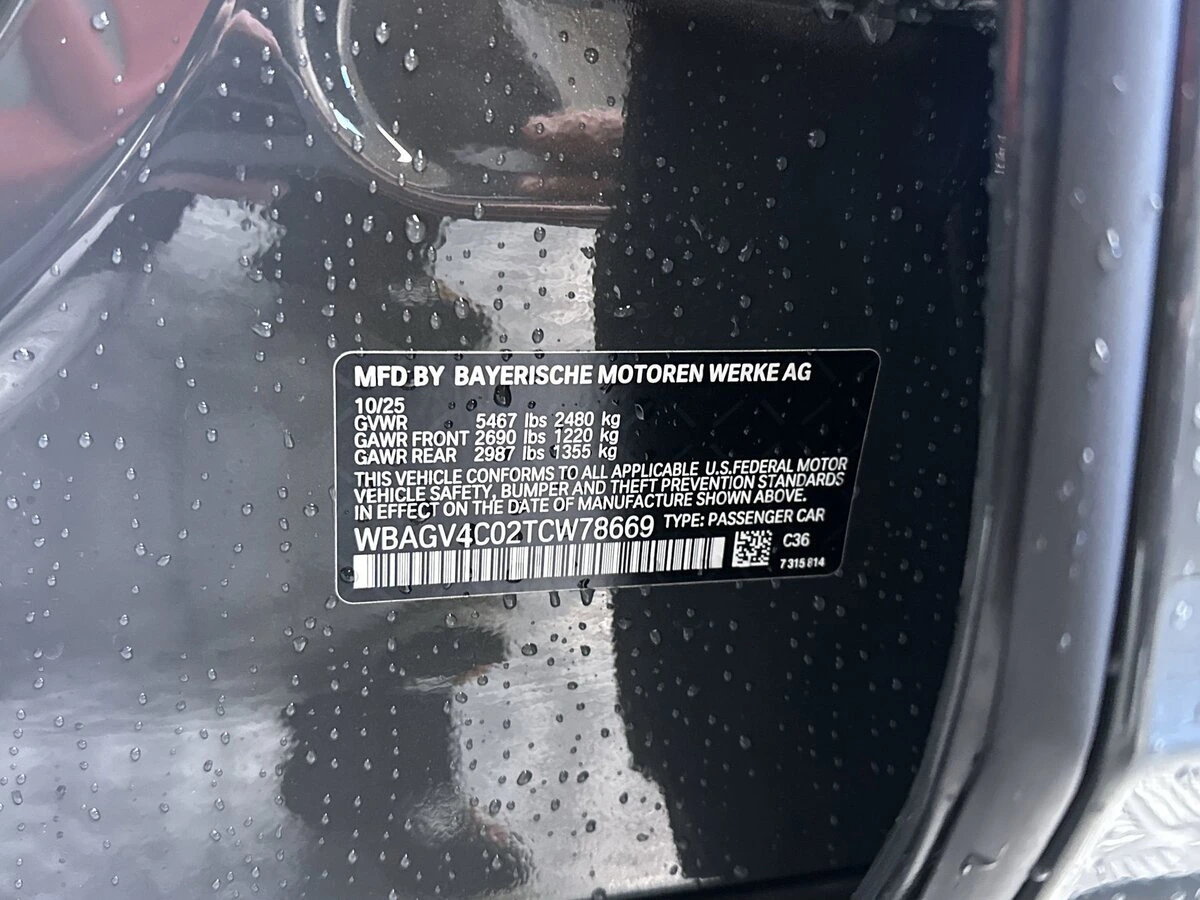 MFD BY BAYERISCHE MOTOREN WERKE AG
10/25
GVWR 5467 lbs 2480 kg
GAWR FRONT 2690 lbs 1220 kg
GAWR REAR 2987 lbs 1355 kg
THIS VEHICLE CONFORMS TO ALL APPLICABLE U.S.FEDERAL MOTOR
VEHICLE SAFETY, BUMPER AND THEFT PREVENTION STANDARDS
IN EFFECT ON THE DATE OF MANUFACTURE SHOWN ABOVE.
WBAGV4C02TCW78669 TYPE: PASSENGER CAR
C36
7 315 814